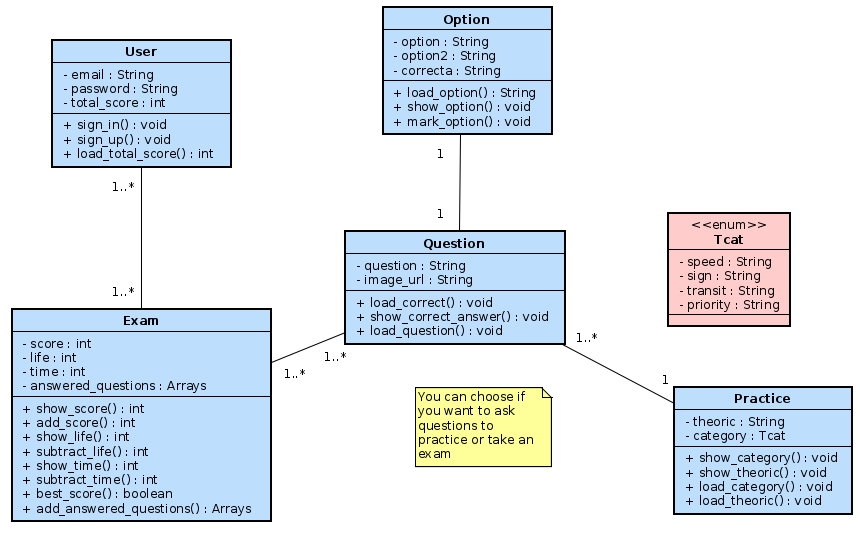 User
- email : String
- password : String
- total_score : int
+ sign_in() : void
+ sign_up() : void
+ load_total_score() : int
1..*
1..*
Option
- option : String
- option2 : String
- correcta : String
+ load_option() : String
+ show_option() : void
+ mark_option() : void
1
1
Question
- question : String
- image_url : String
+ load_correct() : void
+ show_correct_answer() : void
+ load_question() : void
1..*
1..*
1..*
1
<<enum>>
Tcat
- speed : String
- sign : String
- transit : String
- priority : String
Exam
- score : int
- life : int
- time : int
- answered_questions : Arrays
+ show_score() : int
+ add_score() : int
+ show_life() : int
+ subtract_life() : int
+ show_time() : int
+ subtract_time() : int
+ best_score() : boolean
+ add_answered_questions() : Arrays
You can choose if
you want to ask
questions to
practice or take an
exam
Practice
- theoric : String
- category : Tcat
+ show_category() : void
+ show_theoric() : void
+ load_category() : void
+ load_theoric() : void